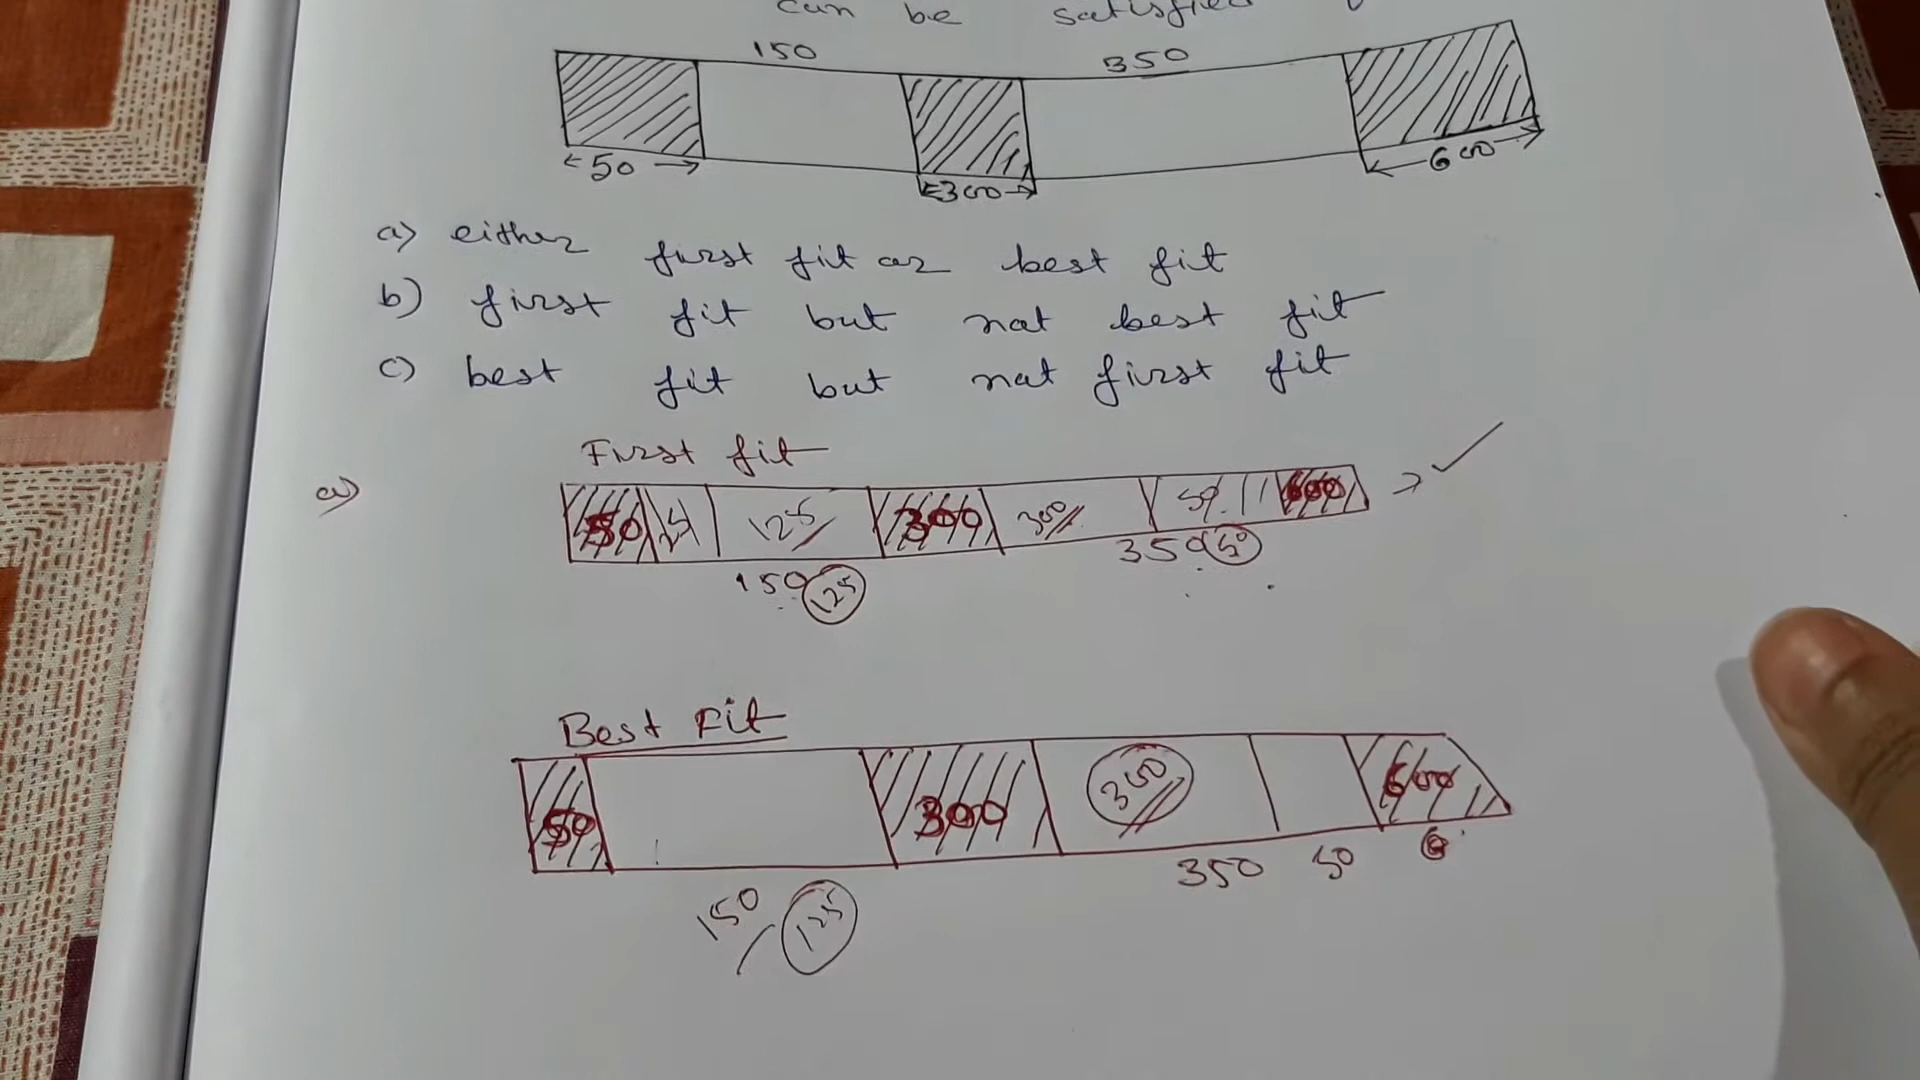 can be satisfied
150 350
50 300 600
a) either first fit or best fit
b) first fit but not best fit
c) best fit but not first fit
First fit
a)
50 125 300 300 50 600
150 125 350 50
Best Fit
50 300 300 600
150 125 350 50 6